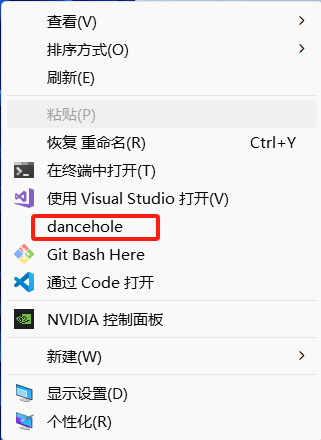 查看(V)
排序方式(O)
刷新(E)
粘贴(P)
恢复 重命名(R) Ctrl+Y
在终端中打开(T)
使用 Visual Studio 打开(V)
dancehole
Git Bash Here
通过 Code 打开
NVIDIA 控制面板
新建(W)
显示设置(D)
个性化(R)